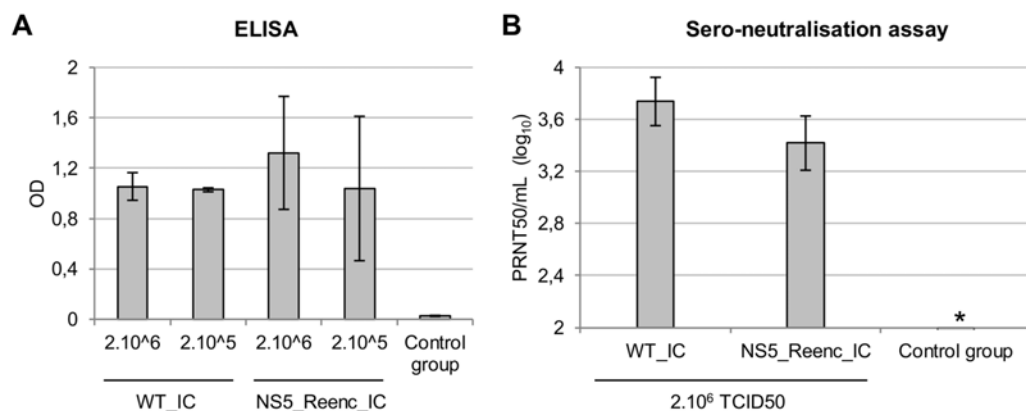 A
ELISA
2
1,6
1,2
0,8
0,4
0
OD
2.10^6
2.10^5
2.10^6
2.10^5
Control group
WT_IC
NS5_Reenc_IC
B
Sero-neutralisation assay
4
3,6
3,2
2,8
2,4
2
PRNT50/mL (log₁₀)
*
WT_IC
NS5_Reenc_IC
Control group
2.10⁶ TCID50